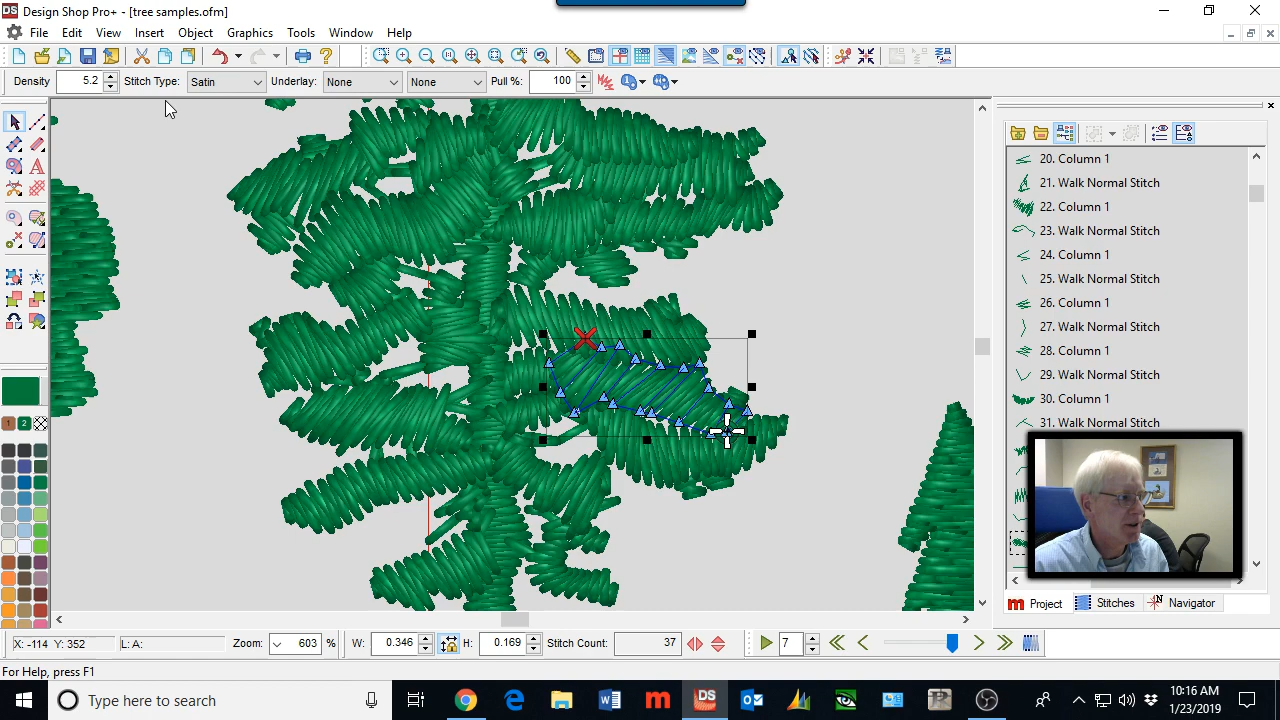 DS Design Shop Pro+ - [tree samples.ofm]
File Edit View Insert Object Graphics Tools Window Help
Density 5.2 Stitch Type: Satin Underlay: None None Pull %: 100
20. Column 1
21. Walk Normal Stitch
22. Column 1
23. Walk Normal Stitch
24. Column 1
25. Walk Normal Stitch
26. Column 1
27. Walk Normal Stitch
28. Column 1
29. Walk Normal Stitch
30. Column 1
31. Walk Normal Stitch
1 2
Project Stitches Navigator
X: -114 Y: 352 L: A: Zoom: 603 % W: 0.346 H: 0.169 Stitch Count: 37 7
For Help, press F1
Type here to search
DS
10:16 AM
1/23/2019